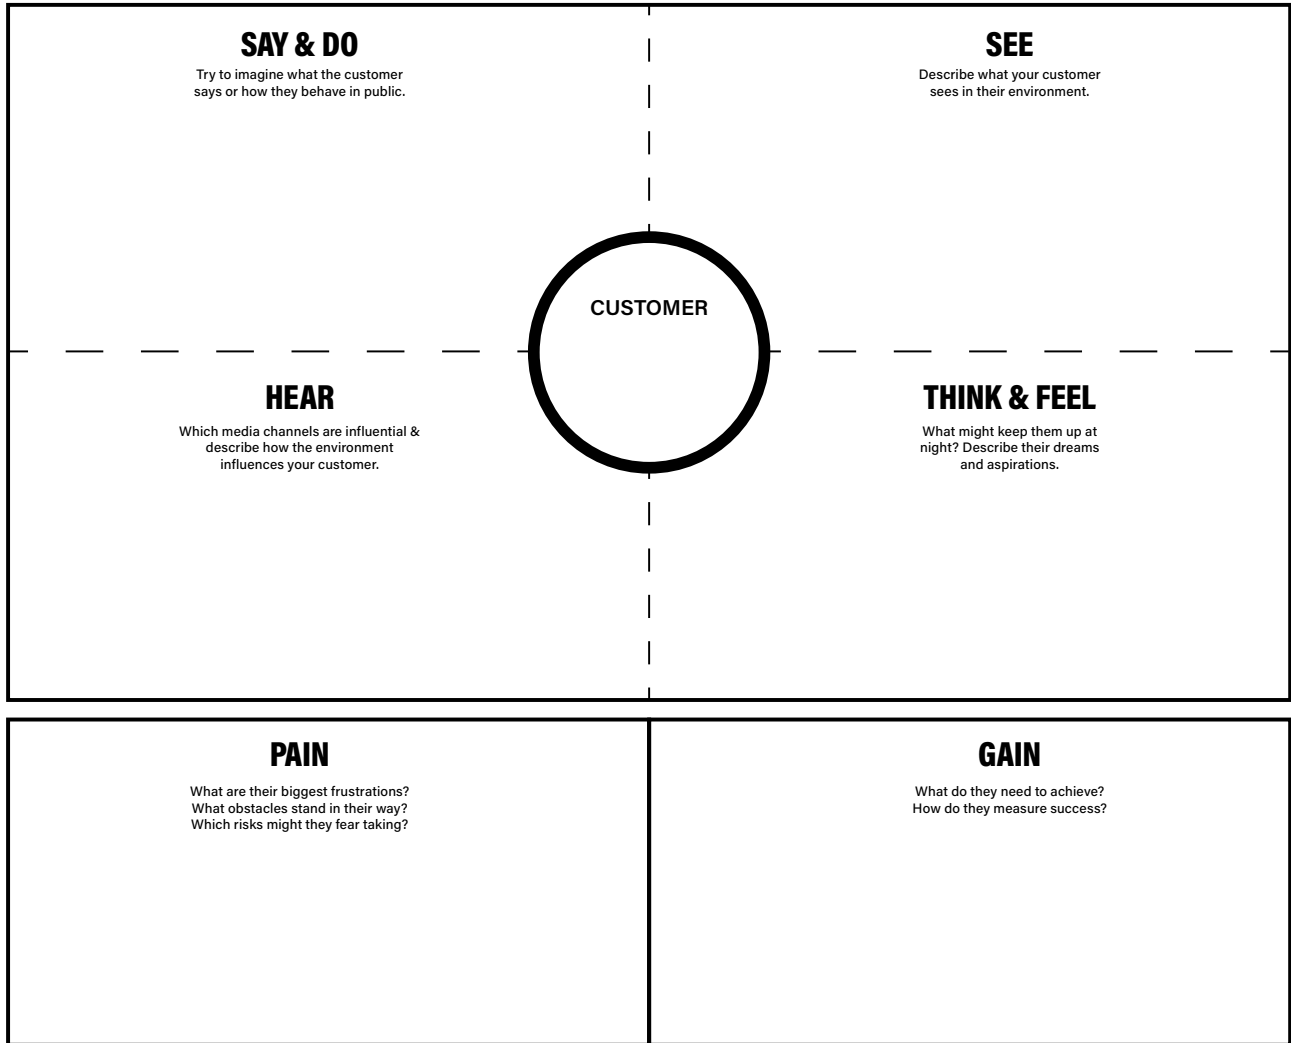 SAY & DO
Try to imagine what the customer
says or how they behave in public.
SEE
Describe what your customer
sees in their environment.
CUSTOMER
HEAR
Which media channels are influential &
describe how the environment
influences your customer.
THINK & FEEL
What might keep them up at
night? Describe their dreams
and aspirations.
PAIN
What are their biggest frustrations?
What obstacles stand in their way?
Which risks might they fear taking?
GAIN
What do they need to achieve?
How do they measure success?